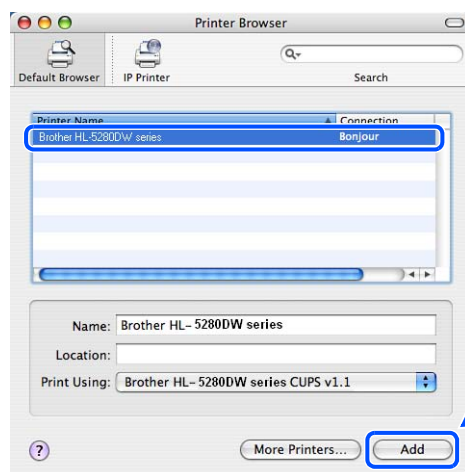 Printer Browser
Default Browser
IP Printer
Search
Printer Name Connection
Brother HL-5280DW series Bonjour
Name: Brother HL- 5280DW series
Location:
Print Using: Brother HL- 5280DW series CUPS v1.1
? More Printers... Add